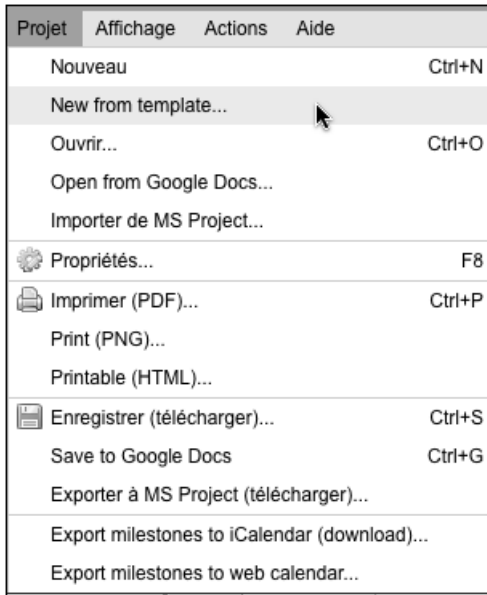 Projet Affichage Actions Aide
Nouveau Ctrl+N
New from template...
Ouvrir... Ctrl+O
Open from Google Docs...
Importer de MS Project...
Propriétés... F8
Imprimer (PDF)... Ctrl+P
Print (PNG)...
Printable (HTML)...
Enregistrer (télécharger)... Ctrl+S
Save to Google Docs Ctrl+G
Exporter à MS Project (télécharger)...
Export milestones to iCalendar (download)...
Export milestones to web calendar...